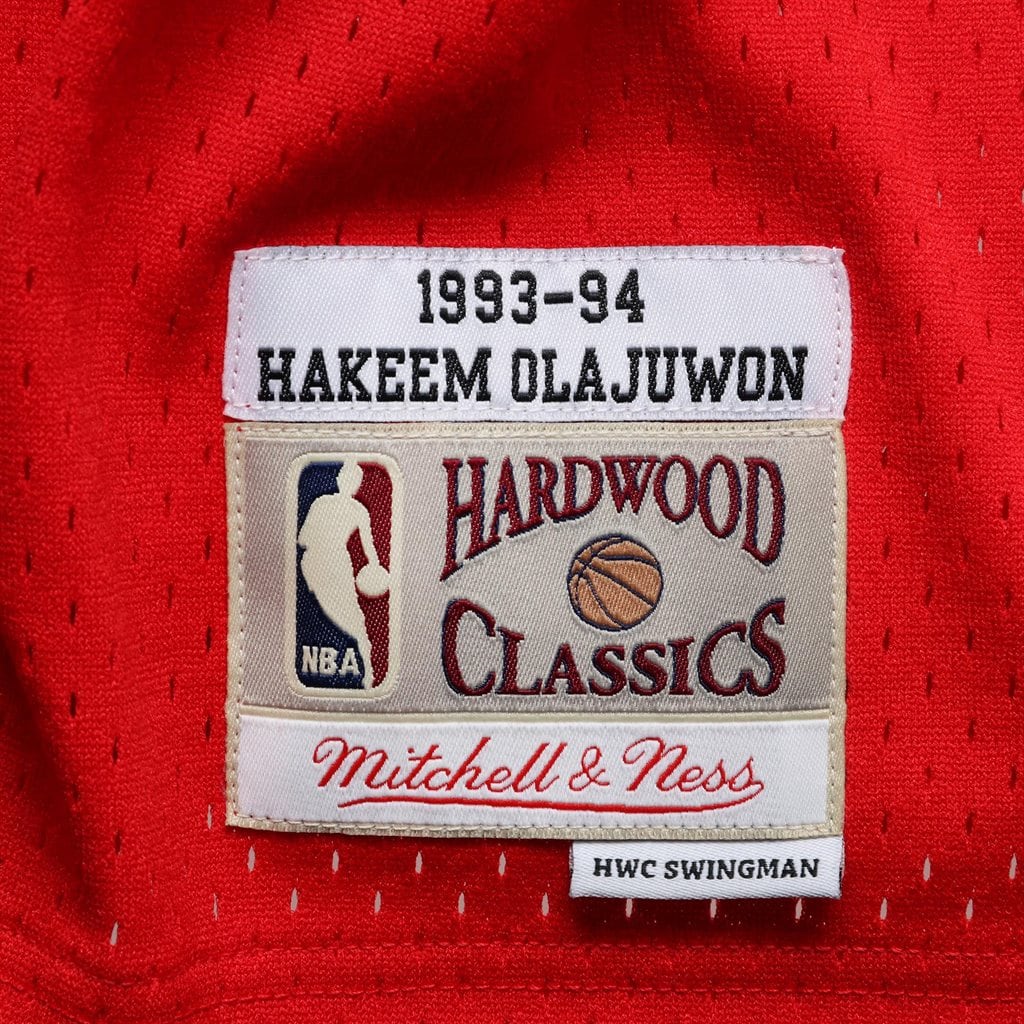 1993-94
HAKEEM OLAJUWON
HARDWOOD
CLASSICS
NBA
Mitchell & Ness
HWC SWINGMAN